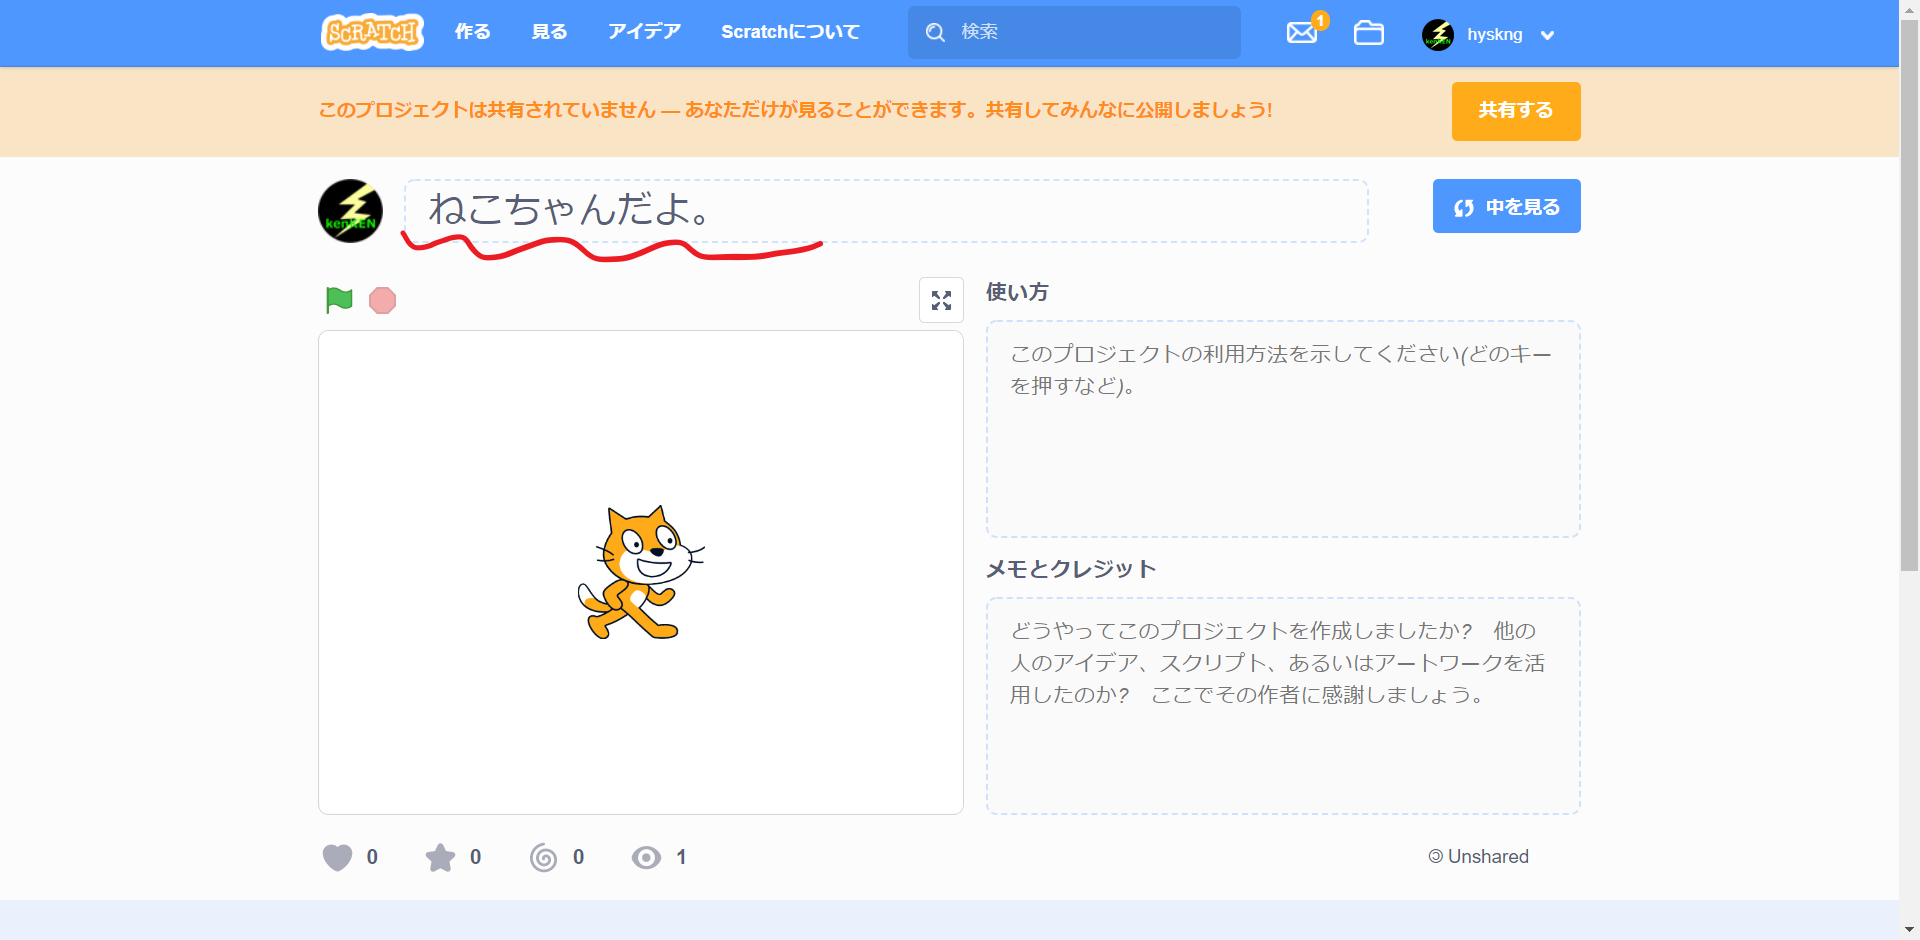 SCRATCH 作る 見る アイデア Scratchについて 検索 1 hyskng
このプロジェクトは共有されていません — あなただけが見ることができます。共有してみんなに公開しましょう! 共有する
kenKEN ねこちゃんだよ。 中を見る
使い方
このプロジェクトの利用方法を示してください(どのキー
を押すなど)。
メモとクレジット
どうやってこのプロジェクトを作成しましたか?　他の
人のアイデア、スクリプト、あるいはアートワークを活
用したのか?　ここでその作者に感謝しましょう。
0 0 0 1 Unshared